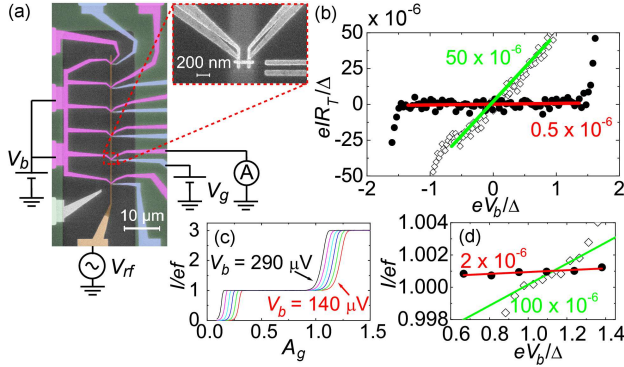 (a)
200 nm
V_b
V_g
A
10 μm
V_rf
(b)
x 10⁻⁶
50
25
0
-25
-50
eIR_T/Δ
50 x 10⁻⁶
0.5 x 10⁻⁶
-2 -1 0 1 2
eV_b/Δ
(c)
3
2
1
0
I/ef
V_b = 290 μV
V_b = 140 μV
0.0 0.5 1.0 1.5
A_g
(d)
1.004
1.002
1.000
0.998
I/ef
2 x 10⁻⁶
100 x 10⁻⁶
0.6 0.8 1.0 1.2 1.4
eV_b/Δ